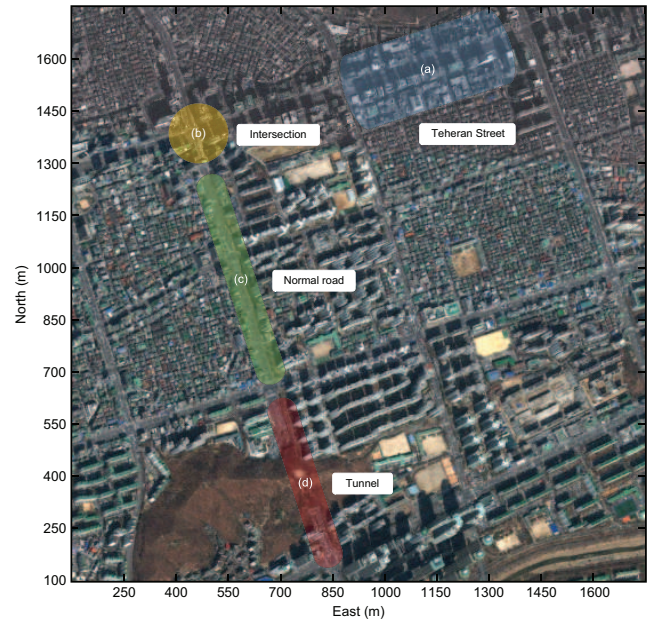 1600
(a)
1450
(b)
Intersection
Teheran Street
1300
1150
1000
(c)
Normal road
North (m)
850
700
550
400
(d)
Tunnel
250
100
250
400
550
700
850
1000
1150
1300
1450
1600
East (m)